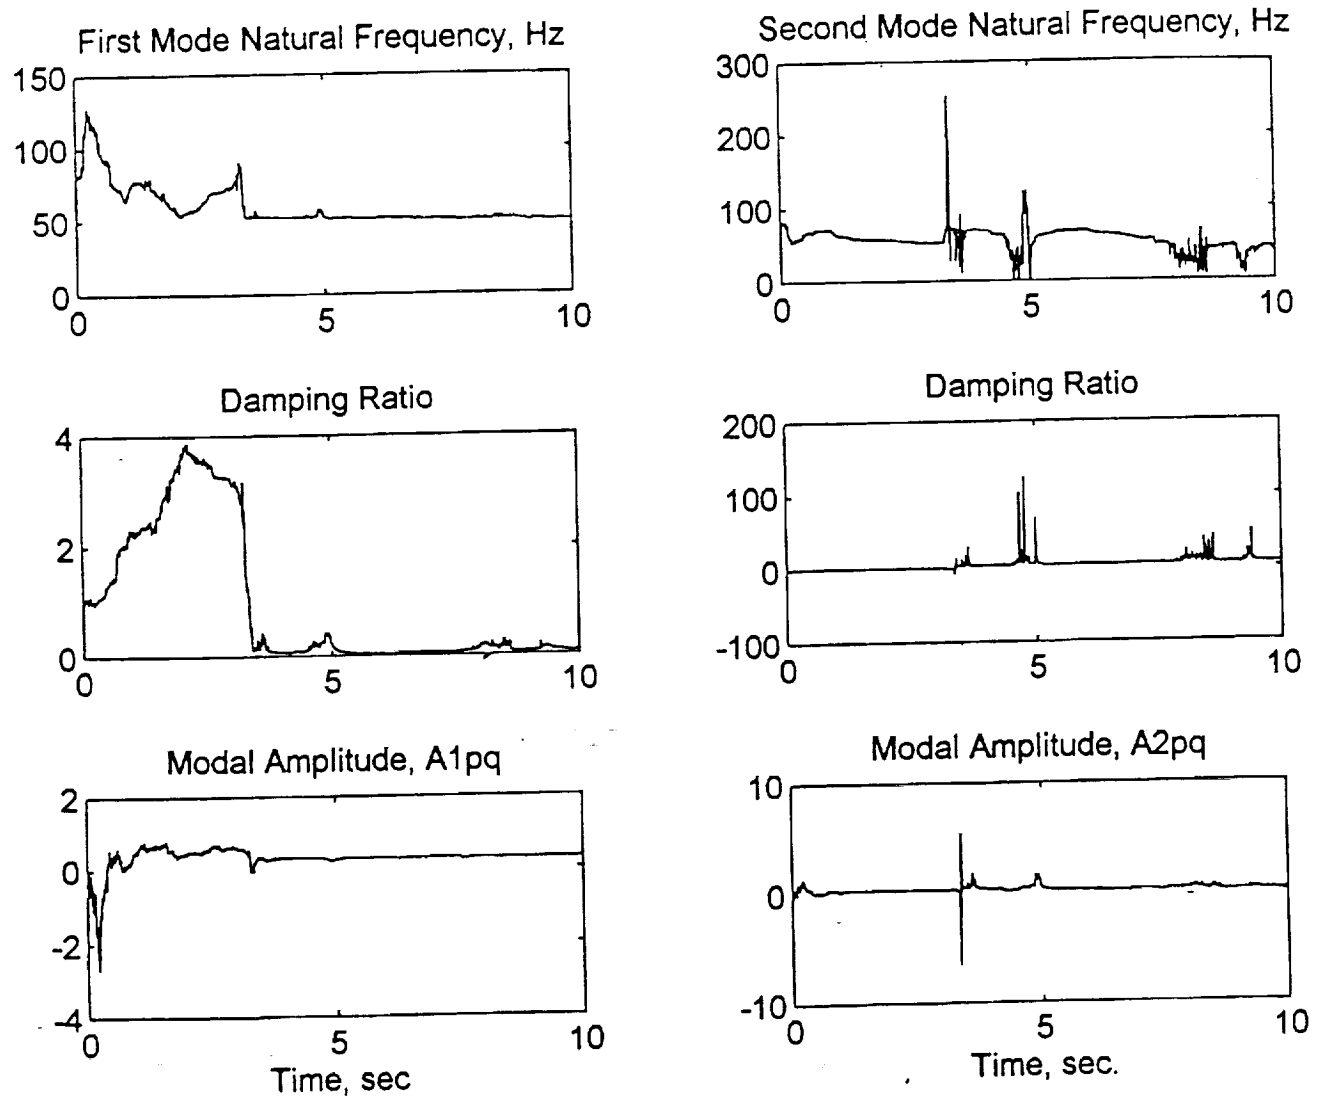 First Mode Natural Frequency, Hz
150
100
50
0
0 5 10
Second Mode Natural Frequency, Hz
300
200
100
0
0 5 10
Damping Ratio
4
2
0
0 5 10
Damping Ratio
200
100
0
-100
0 5 10
Modal Amplitude, A1pq
2
0
-2
-4
0 5 10
Time, sec
Modal Amplitude, A2pq
10
0
-10
0 5 10
Time, sec.